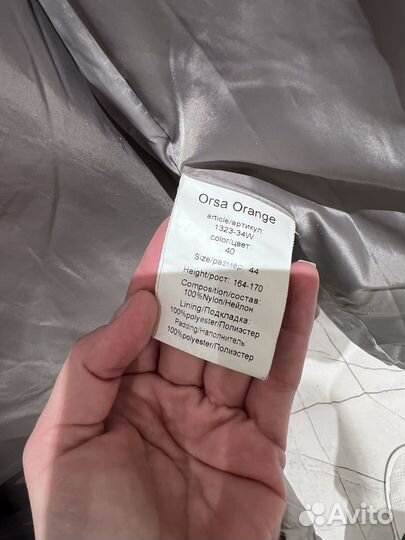 Orsa Orange
article/артикул:
1323-34W
color/цвет:
40
Size/размер: 44
Height/рост: 164-170
Composition/состав:
100%Nylon/Нейлон
Lining/Подкладка
100%polyester/Полиэстер
Padding/Наполнитель
100%polyester/Полиэстер
Avito